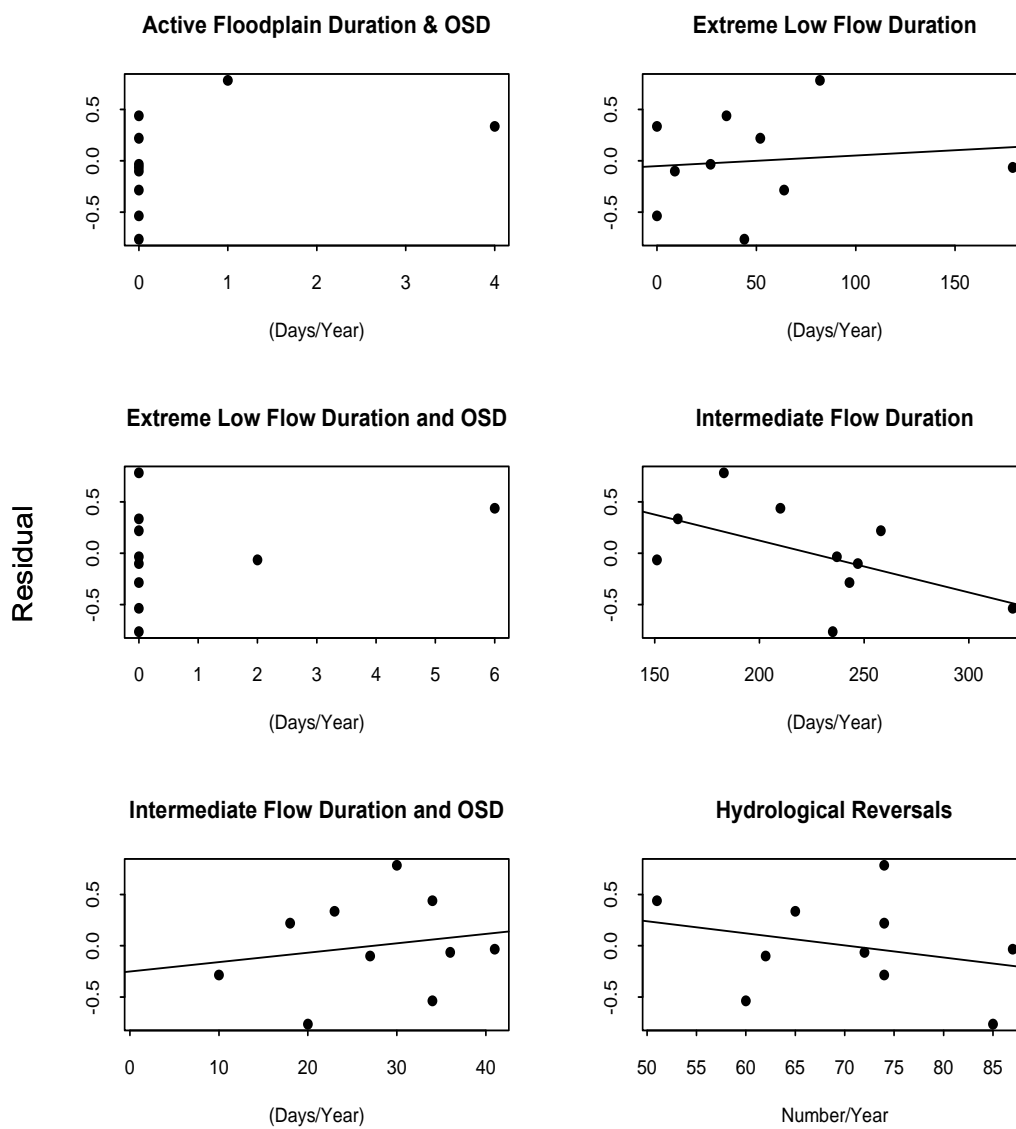 Active Floodplain Duration & OSD
0.5
0.0
-0.5
0 1 2 3 4
(Days/Year)
Extreme Low Flow Duration
0.5
0.0
-0.5
0 50 100 150
(Days/Year)
Residual
Extreme Low Flow Duration and OSD
0.5
0.0
-0.5
0 1 2 3 4 5 6
(Days/Year)
Intermediate Flow Duration
0.5
0.0
-0.5
150 200 250 300
(Days/Year)
Intermediate Flow Duration and OSD
0.5
0.0
-0.5
0 10 20 30 40
(Days/Year)
Hydrological Reversals
0.5
0.0
-0.5
50 55 60 65 70 75 80 85
Number/Year